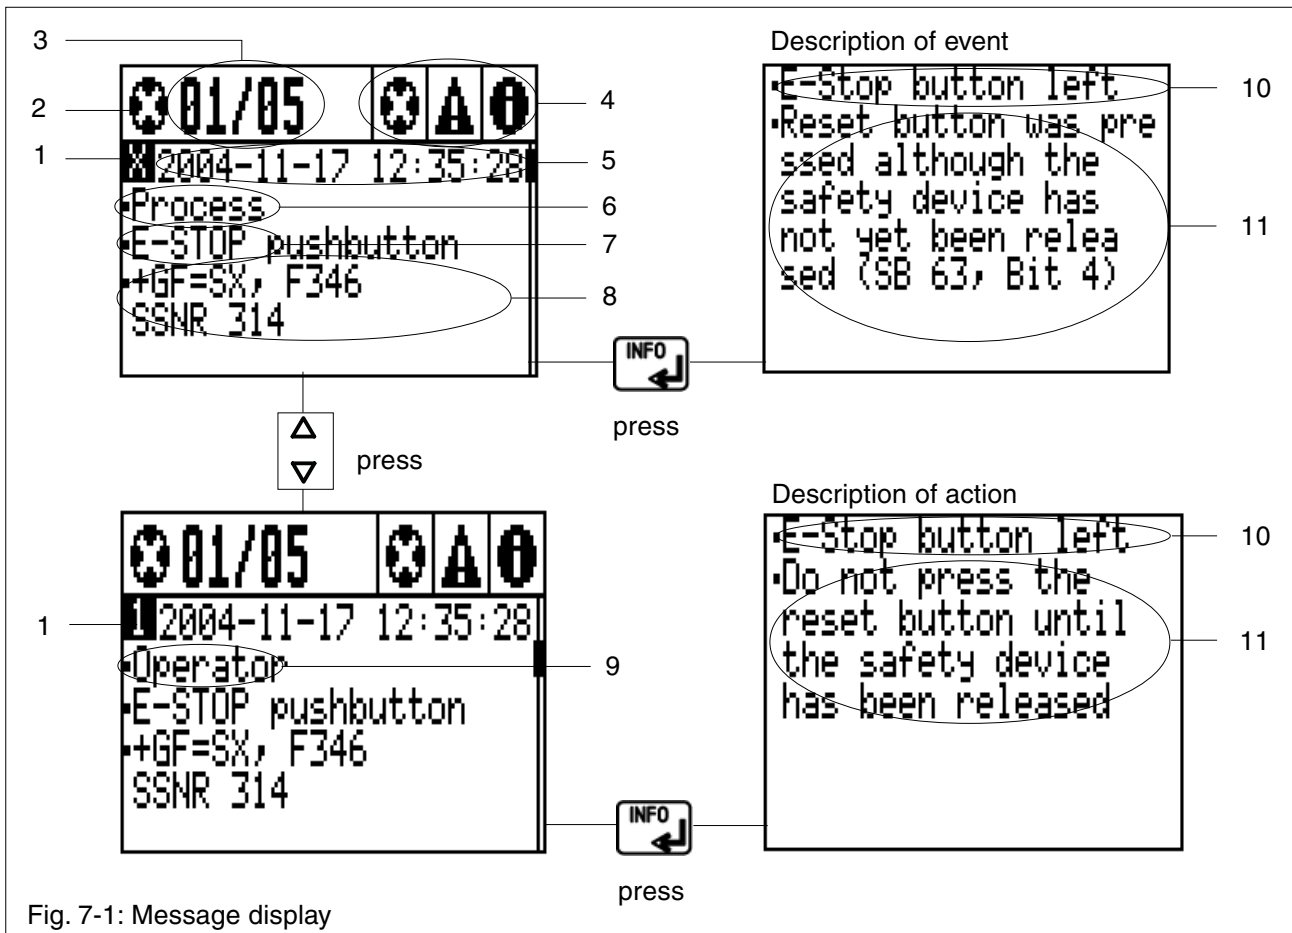 3
2
01/05
4
1
2004-11-17 12:35:28
5
Process
6
E-STOP pushbutton
7
+GF=SX, F346
8
SSNR 314
Description of event
E-Stop button left
10
Reset button was pre
ssed although the
safety device has
not yet been relea
sed (SB 63, Bit 4)
11
INFO
press
press
01/05
1
i 2004-11-17 12:35:28
Operator
9
E-STOP pushbutton
+GF=SX, F346
SSNR 314
Description of action
E-Stop button left
10
Do not press the
reset button until
the safety device
has been released
11
INFO
press
Fig. 7-1: Message display